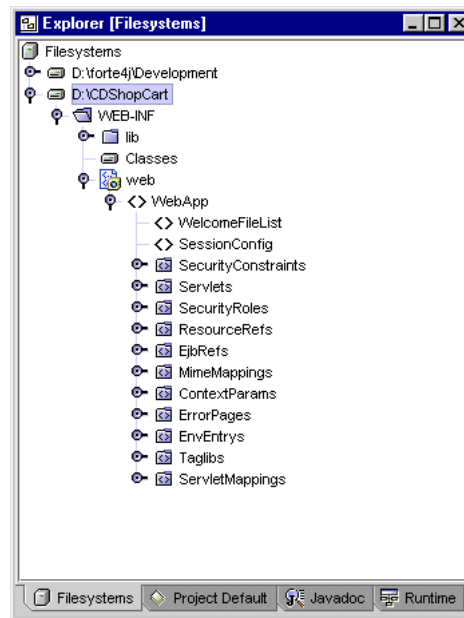 Explorer [Filesystems]
Filesystems
D:\forte4j\Development
D:\CDShopCart
WEB-INF
lib
Classes
web
WebApp
WelcomeFileList
SessionConfig
SecurityConstraints
Servlets
SecurityRoles
ResourceRefs
EjbRefs
MimeMappings
ContextParams
ErrorPages
EnvEntrys
Taglibs
ServletMappings
Filesystems Project Default Javadoc Runtime